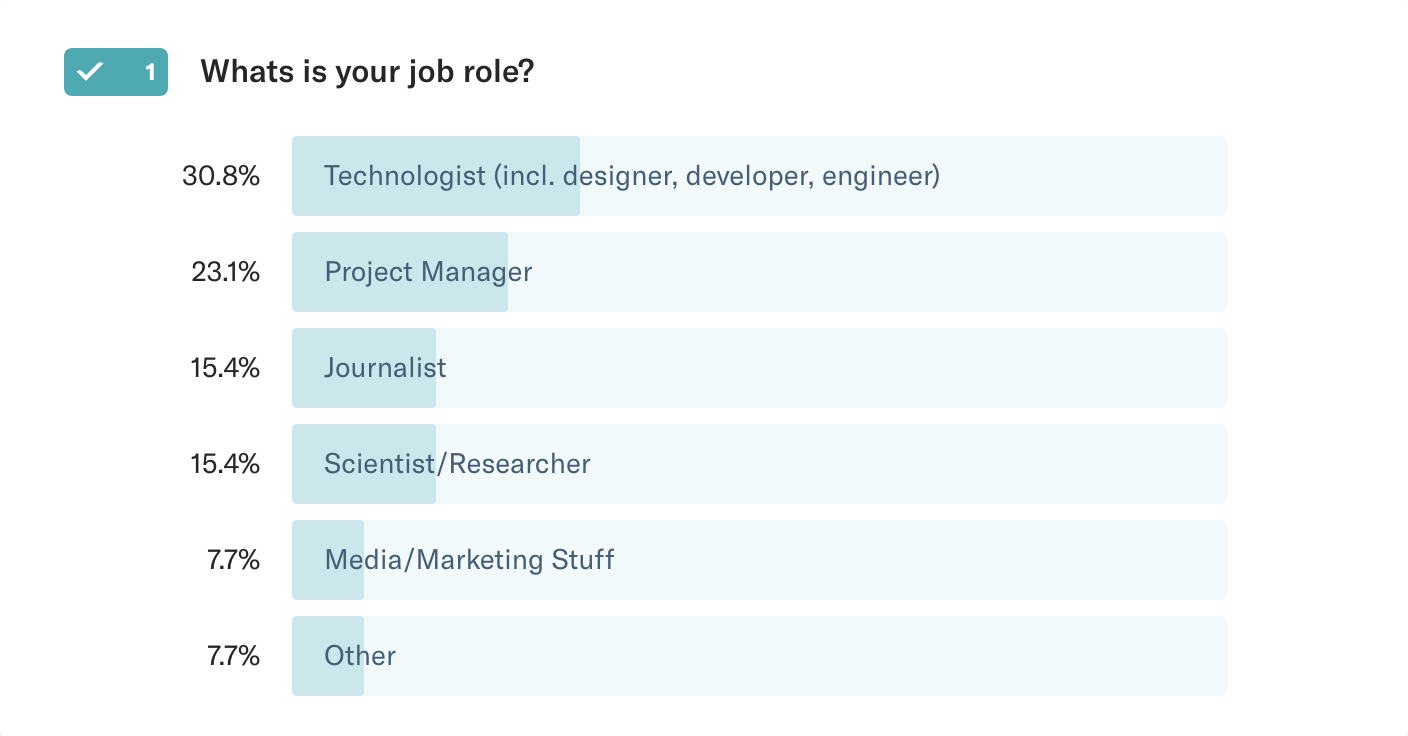 1 Whats is your job role?
30.8% Technologist (incl. designer, developer, engineer)
23.1% Project Manager
15.4% Journalist
15.4% Scientist/Researcher
7.7% Media/Marketing Stuff
7.7% Other